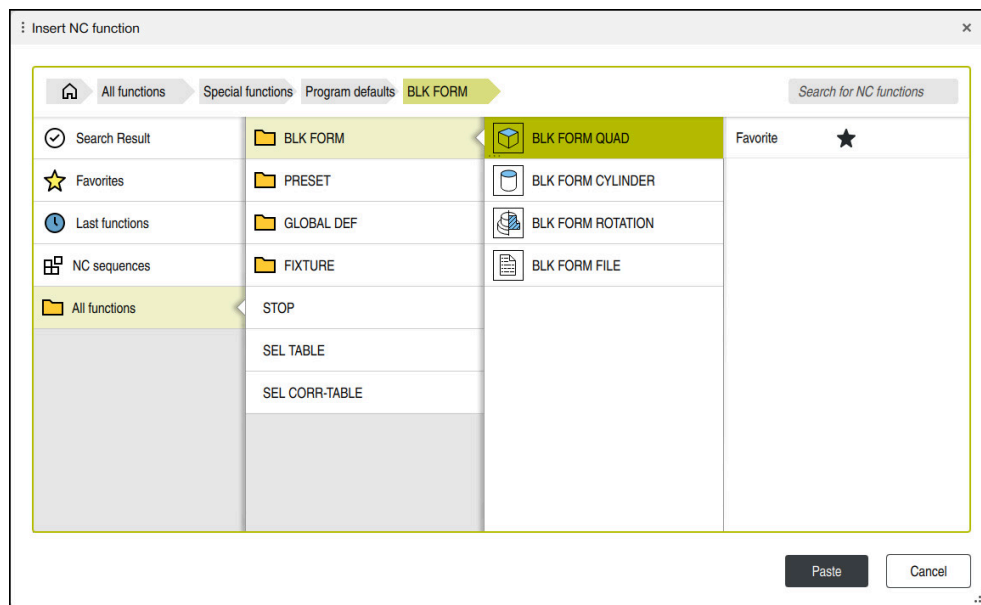 Insert NC function
All functions
Special functions
Program defaults
BLK FORM
Search for NC functions
Search Result
Favorites
Last functions
NC sequences
All functions
BLK FORM
PRESET
GLOBAL DEF
FIXTURE
STOP
SEL TABLE
SEL CORR-TABLE
BLK FORM QUAD
BLK FORM CYLINDER
BLK FORM ROTATION
BLK FORM FILE
Favorite
Paste
Cancel